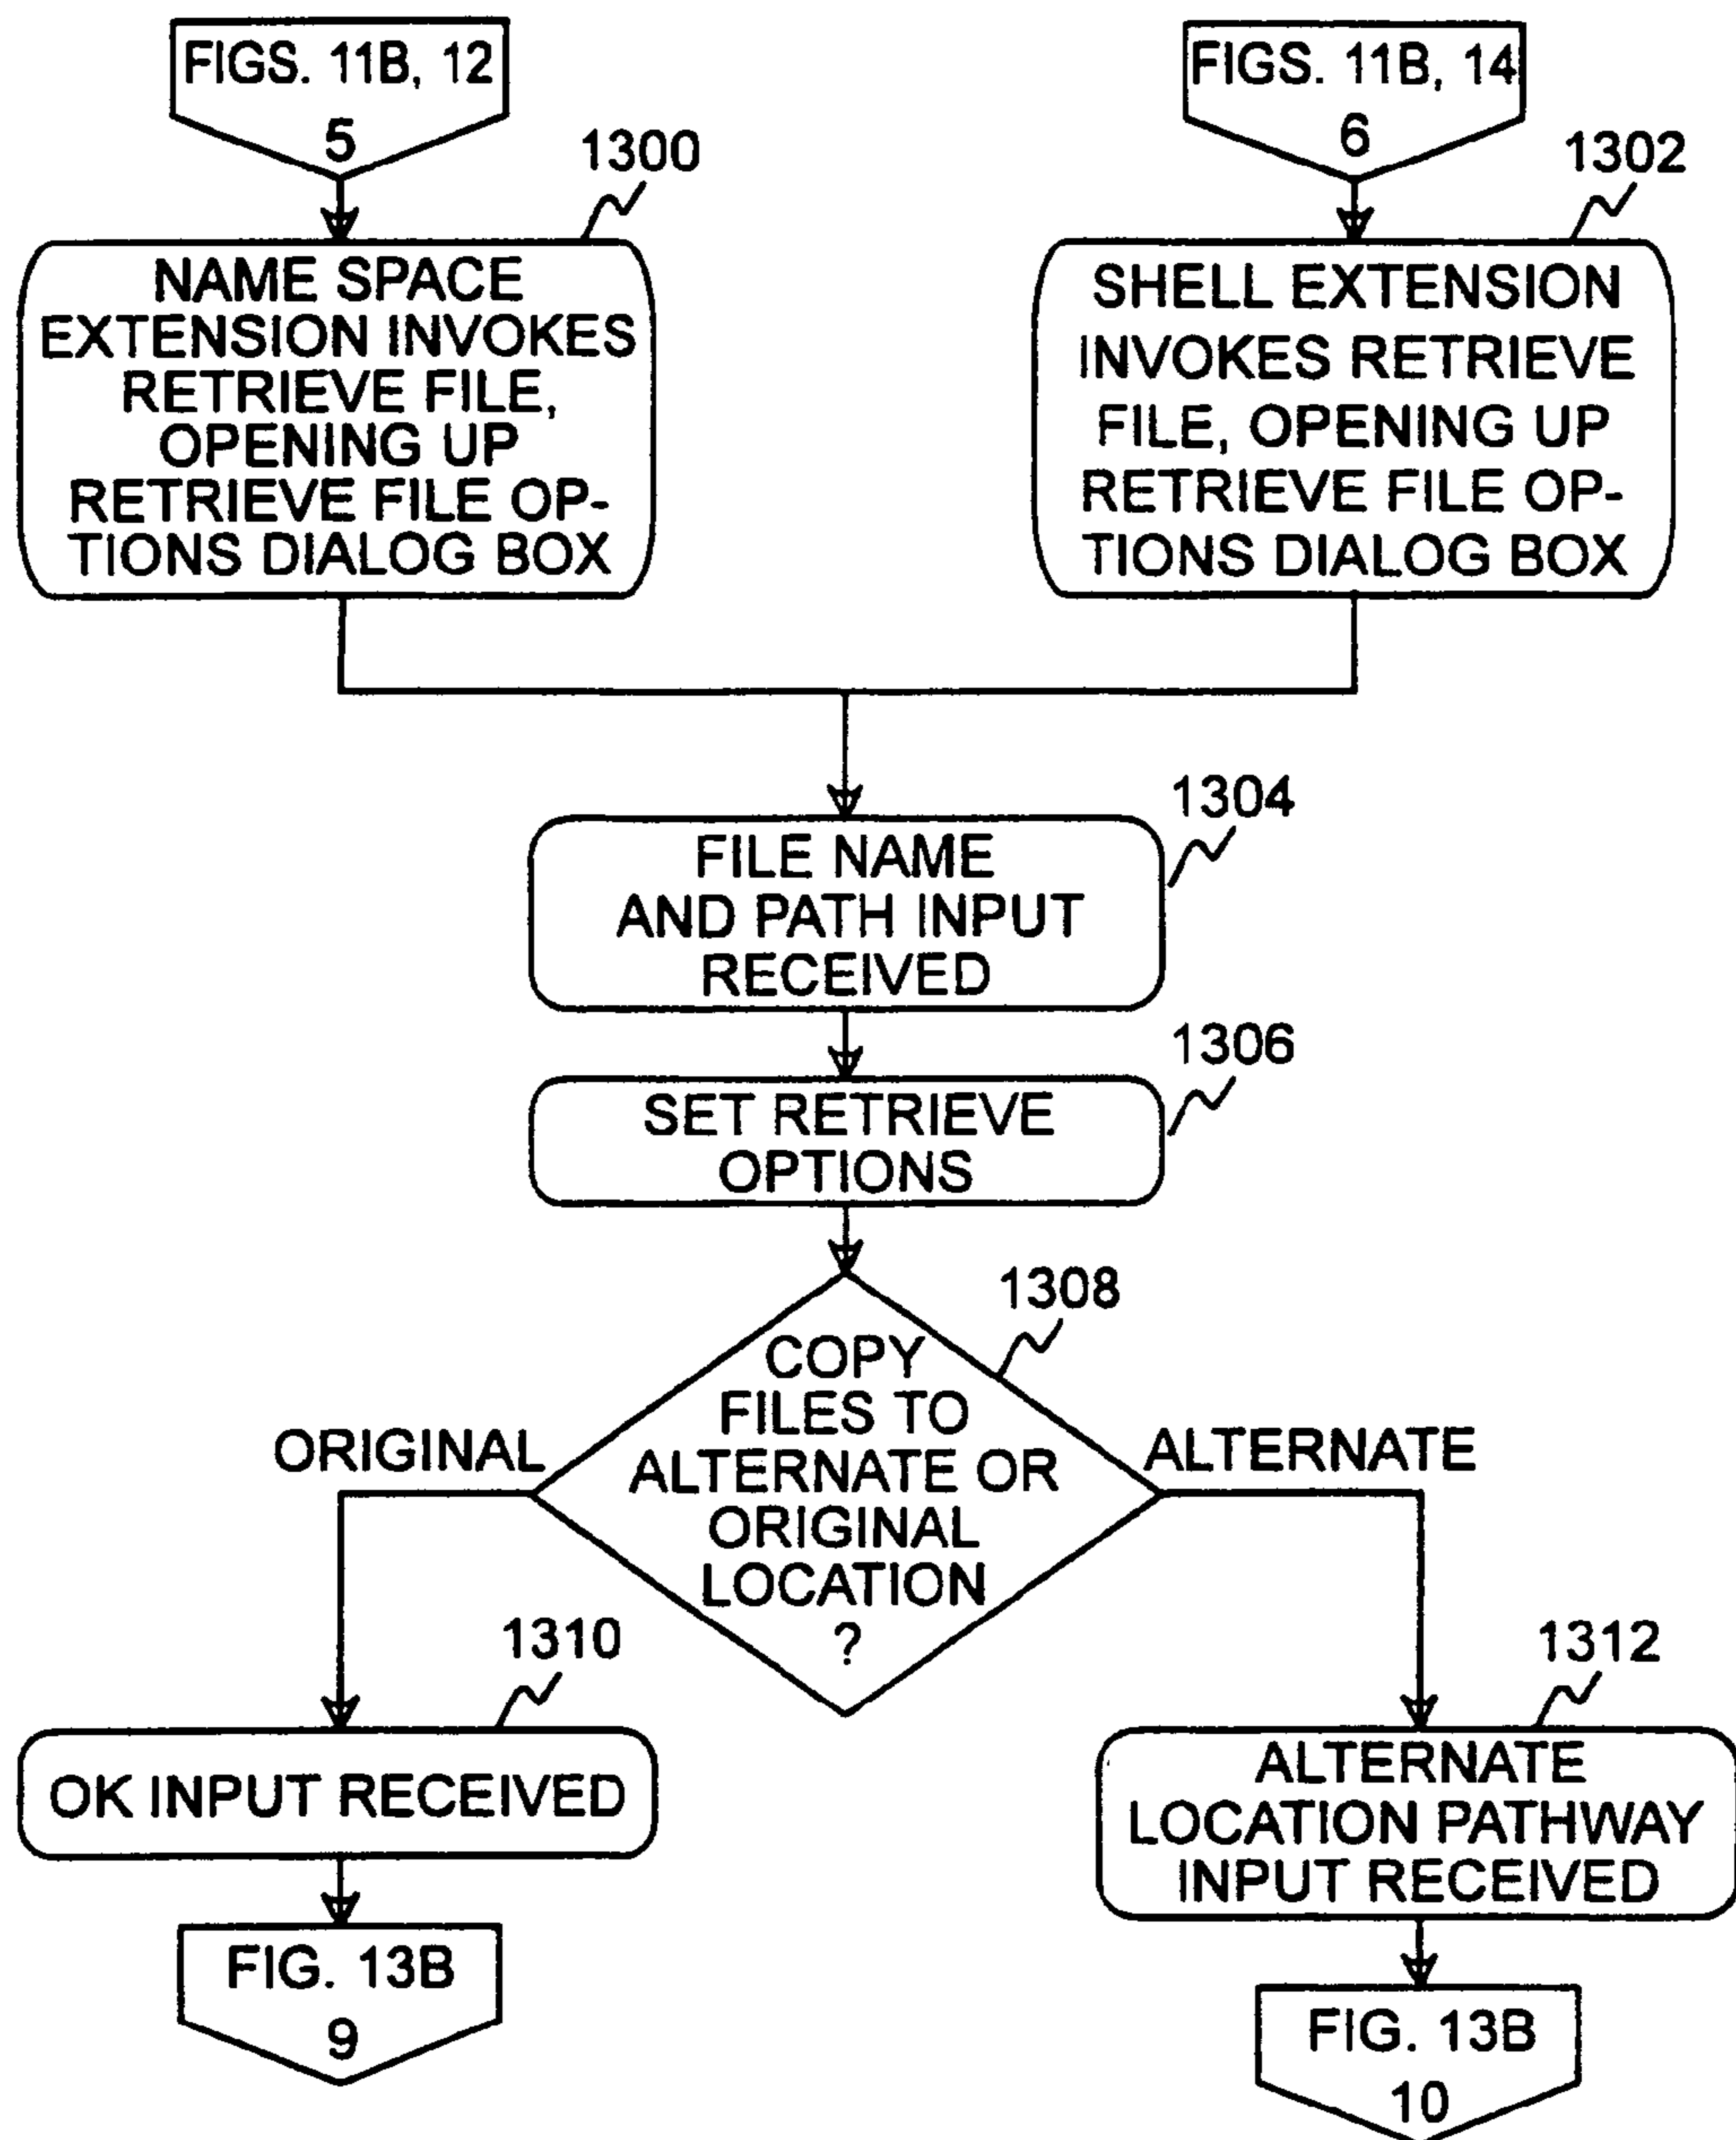 FIGS. 11B, 12
5
1300
NAME SPACE
EXTENSION INVOKES
RETRIEVE FILE,
OPENING UP
RETRIEVE FILE OP-
TIONS DIALOG BOX
FIGS. 11B, 14
6
1302
SHELL EXTENSION
INVOKES RETRIEVE
FILE, OPENING UP
RETRIEVE FILE OP-
TIONS DIALOG BOX
1304
FILE NAME
AND PATH INPUT
RECEIVED
1306
SET RETRIEVE
OPTIONS
1308
COPY
FILES TO
ALTERNATE OR
ORIGINAL
LOCATION
?
ORIGINAL
ALTERNATE
1310
OK INPUT RECEIVED
FIG. 13B
9
1312
ALTERNATE
LOCATION PATHWAY
INPUT RECEIVED
FIG. 13B
10